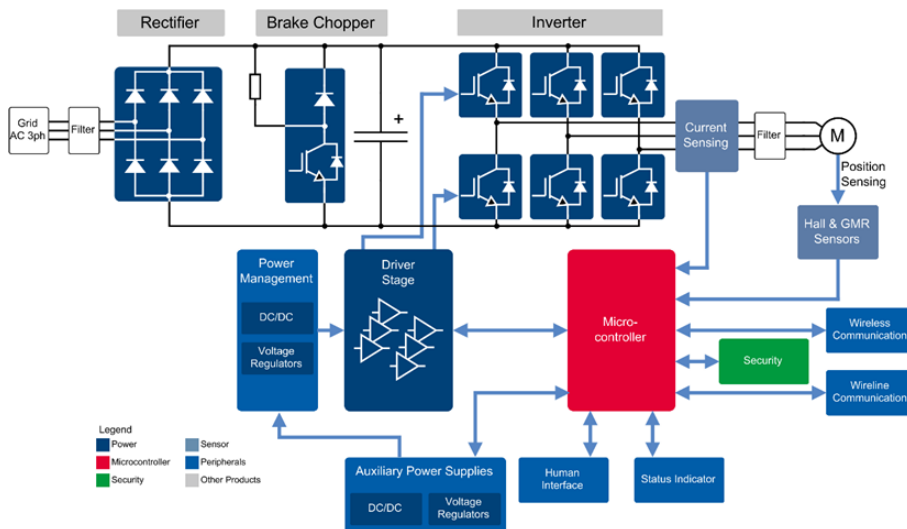 Rectifier
Brake Chopper
Inverter
Grid
AC 3ph
Filter
+
Current
Sensing
Filter
M
Position
Sensing
Hall & GMR
Sensors
Power
Management
DC/DC
Voltage
Regulators
Driver
Stage
Micro-
controller
Wireless
Communication
Security
Wireline
Communication
Legend
Power
Sensor
Microcontroller
Peripherals
Security
Other Products
Auxiliary Power Supplies
DC/DC
Voltage
Regulators
Human
Interface
Status Indicator